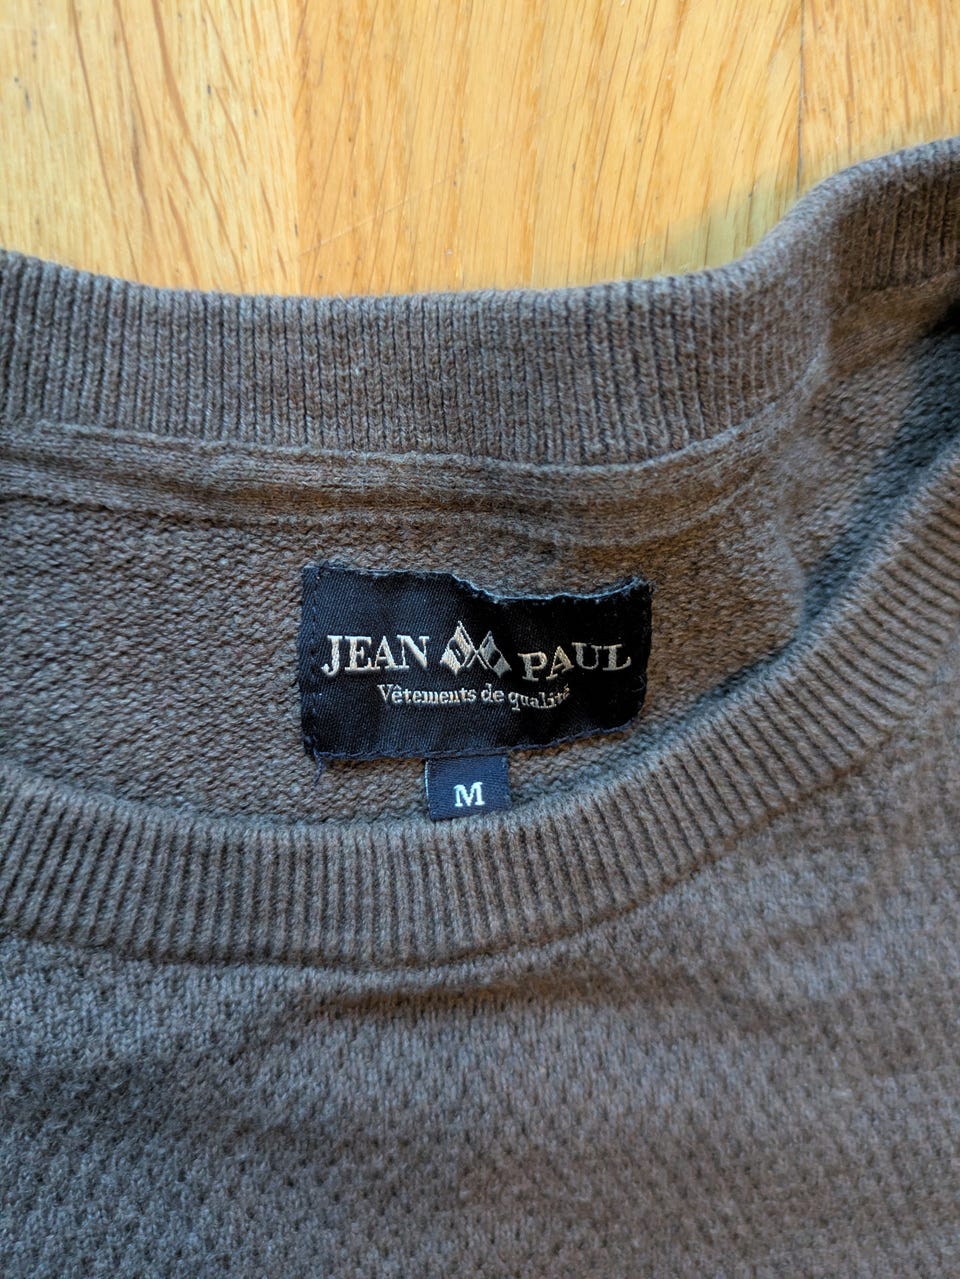 JEAN PAUL
Vêtements de qualité
M